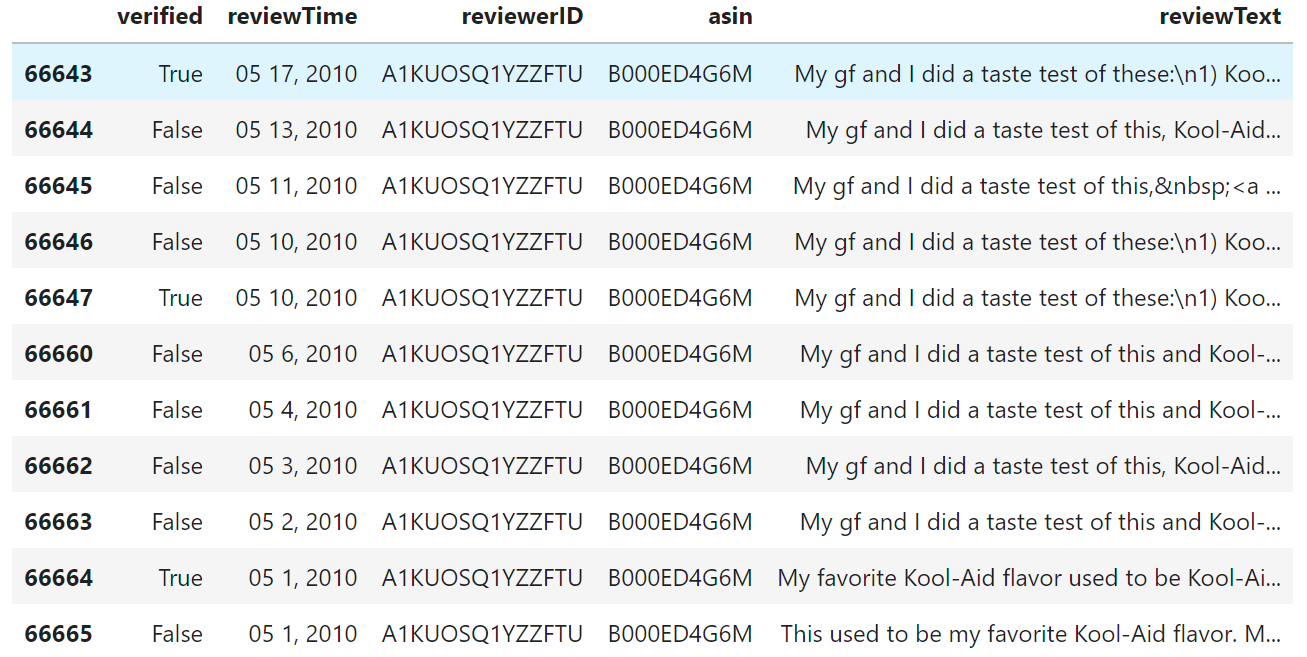 verified reviewTime reviewerID asin reviewText
66643 True 05 17, 2010 A1KUOSQ1YZZFTU B000ED4G6M My gf and I did a taste test of these:\n1) Koo...
66644 False 05 13, 2010 A1KUOSQ1YZZFTU B000ED4G6M My gf and I did a taste test of this, Kool-Aid...
66645 False 05 11, 2010 A1KUOSQ1YZZFTU B000ED4G6M My gf and I did a taste test of this,&nbsp;<a ...
66646 False 05 10, 2010 A1KUOSQ1YZZFTU B000ED4G6M My gf and I did a taste test of these:\n1) Koo...
66647 True 05 10, 2010 A1KUOSQ1YZZFTU B000ED4G6M My gf and I did a taste test of these:\n1) Koo...
66660 False 05 6, 2010 A1KUOSQ1YZZFTU B000ED4G6M My gf and I did a taste test of this and Kool-...
66661 False 05 4, 2010 A1KUOSQ1YZZFTU B000ED4G6M My gf and I did a taste test of this and Kool-...
66662 False 05 3, 2010 A1KUOSQ1YZZFTU B000ED4G6M My gf and I did a taste test of this, Kool-Aid...
66663 False 05 2, 2010 A1KUOSQ1YZZFTU B000ED4G6M My gf and I did a taste test of this and Kool-...
66664 True 05 1, 2010 A1KUOSQ1YZZFTU B000ED4G6M My favorite Kool-Aid flavor used to be Kool-Ai...
66665 False 05 1, 2010 A1KUOSQ1YZZFTU B000ED4G6M This used to be my favorite Kool-Aid flavor. M...